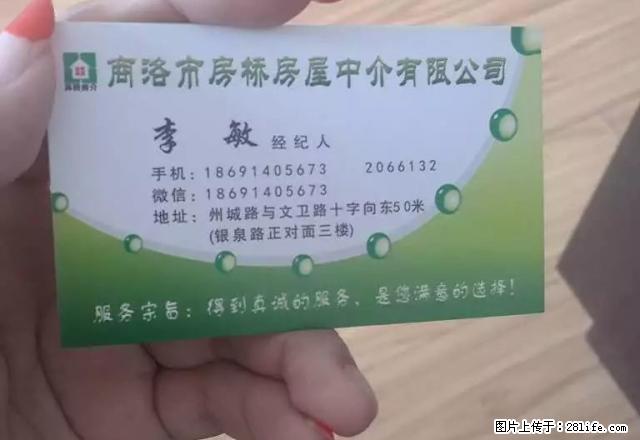 商洛市房桥房屋中介有限公司
李 敏 经纪人
手机: 18691405673 2066132
微信: 18691405673
地址: 州城路与文卫路十字向东50米
(银泉路正对面三楼)
服务宗旨: 得到真诚的服务、是您满意的选择!
图片上传于: 281life.com